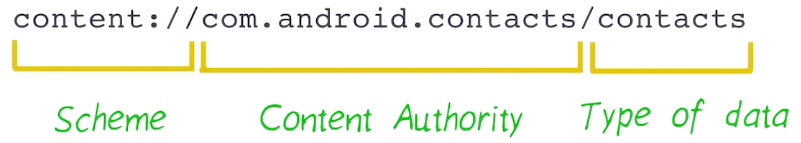 content://com.android.contacts/contacts
Scheme Content Authority Type of data